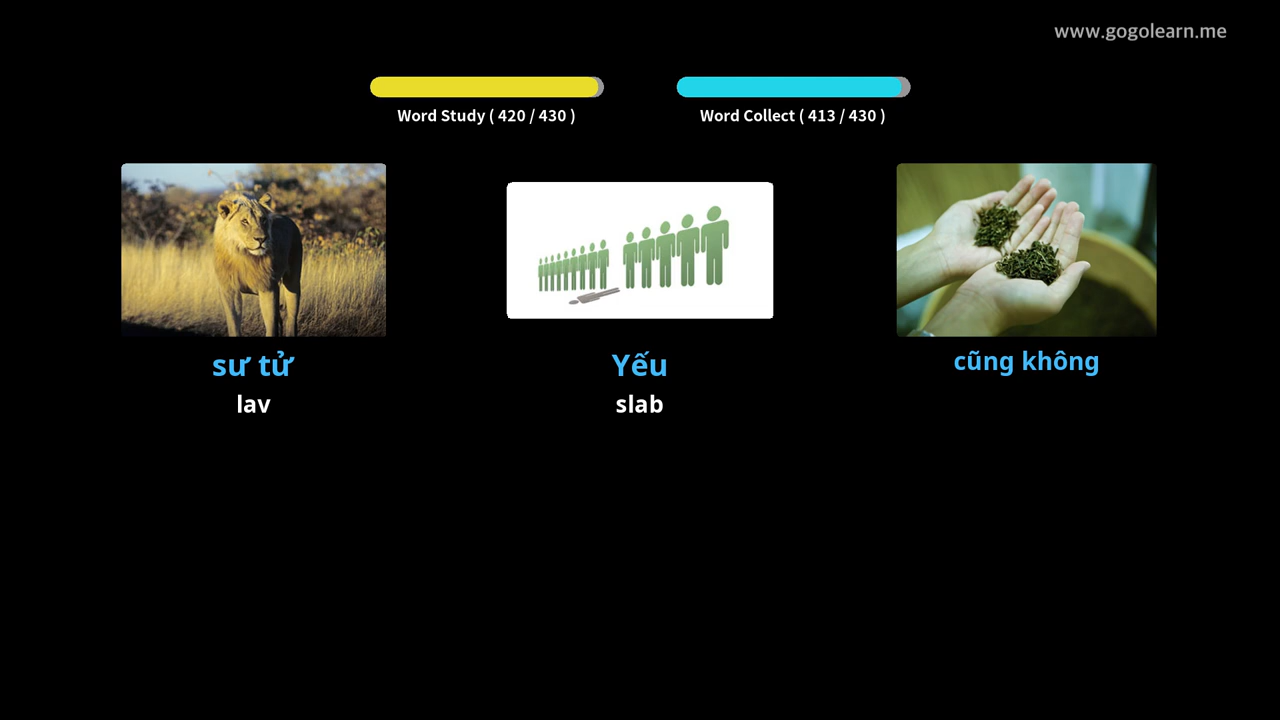 www.gogolearn.me
Word Study ( 420 / 430 )
Word Collect ( 413 / 430 )
sư tử
lav
Yếu
slab
cũng không